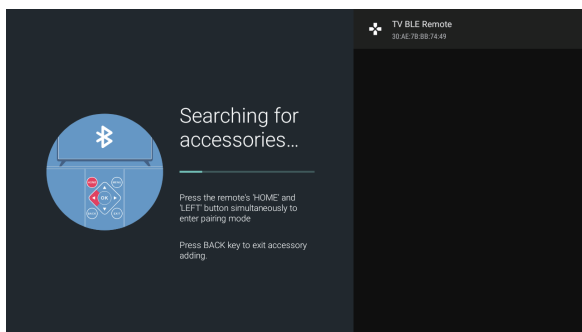 Searching for
accessories...
Press the remote's 'HOME' and
'LEFT' button simultaneously to
enter pairing mode
Press BACK key to exit accessory
adding.
OK
TV BLE Remote
30:AE:7B:BB:74:49